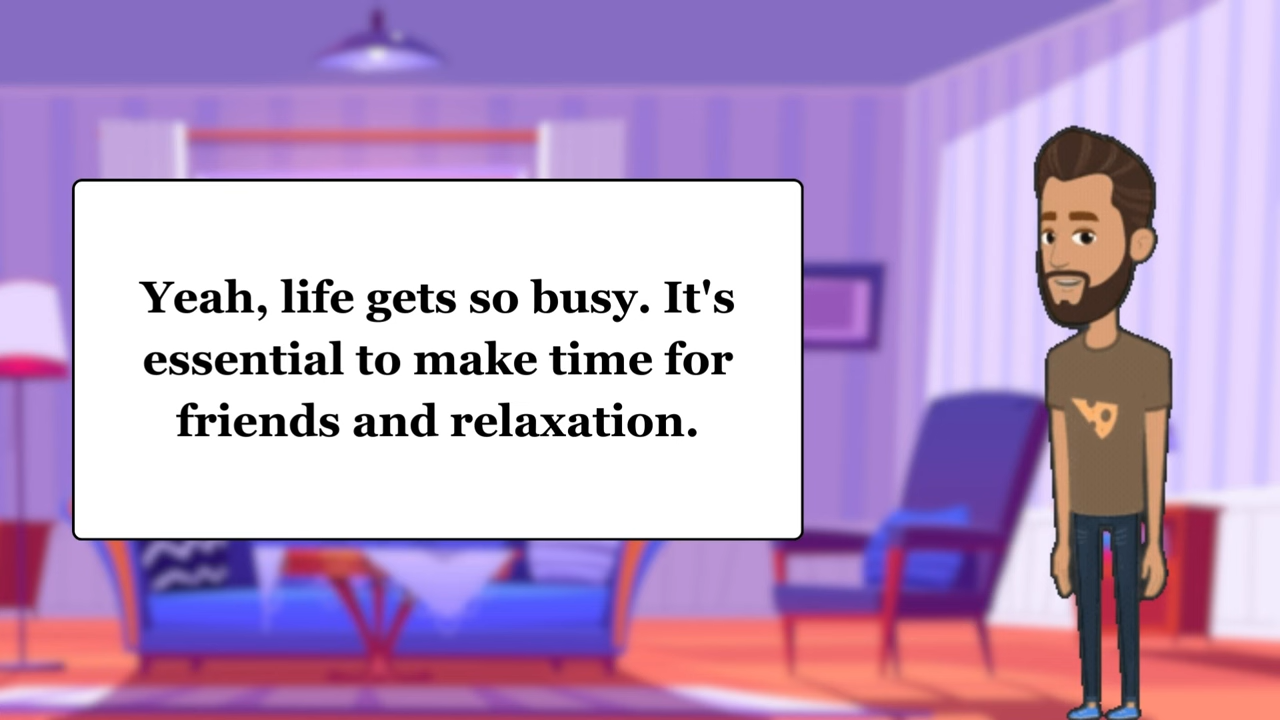 Yeah, life gets so busy. It's
essential to make time for
friends and relaxation.